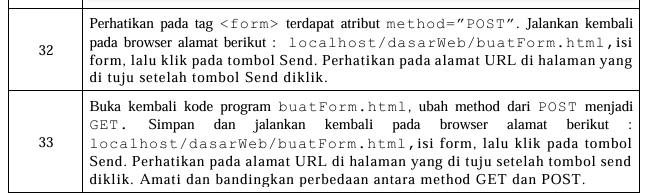 32
Perhatikan pada tag <form> terdapat atribut method=”POST”. Jalankan kembali
pada browser alamat berikut : localhost/dasarWeb/buatForm.html,isi
form, lalu klik pada tombol Send. Perhatikan pada alamat URL di halaman yang
di tuju setelah tombol Send diklik.
33
Buka kembali kode program buatForm.html, ubah method dari POST menjadi
GET. Simpan dan jalankan kembali pada browser alamat berikut :
localhost/dasarWeb/buatForm.html,isi form, lalu klik pada tombol
Send. Perhatikan pada alamat URL di halaman yang di tuju setelah tombol send
diklik. Amati dan bandingkan perbedaan antara method GET dan POST.